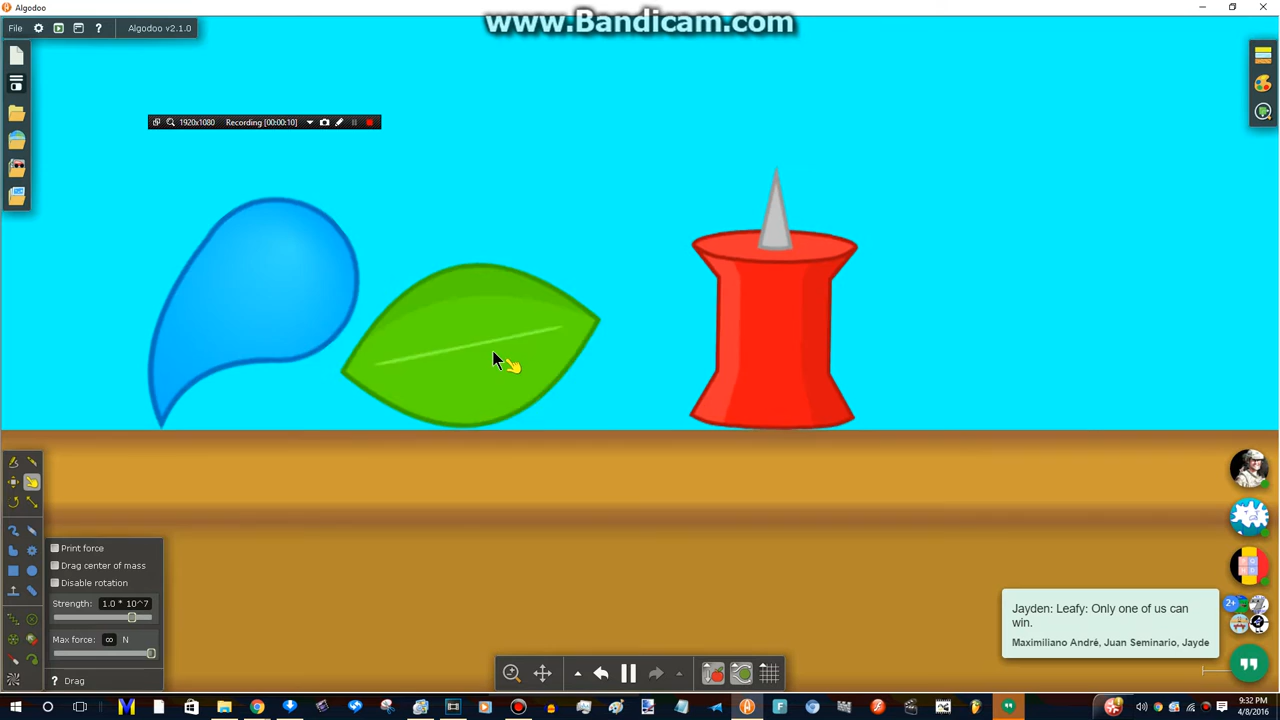 Algodoo
www.Bandicam.com
File
?
Algodoo v2.1.0
1920x1080
Recording [00:00:10]
Print force
Drag center of mass
Disable rotation
Strength: 1.0 * 10^7
Max force: ∞ N
? Drag
Jayden: Leafy: Only one of us can
win.
Maximiliano André, Juan Seminario, Jayde
2+
9:32 PM
4/8/2016